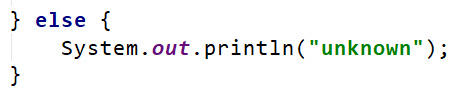 } else {
    System.out.println("unknown");
}